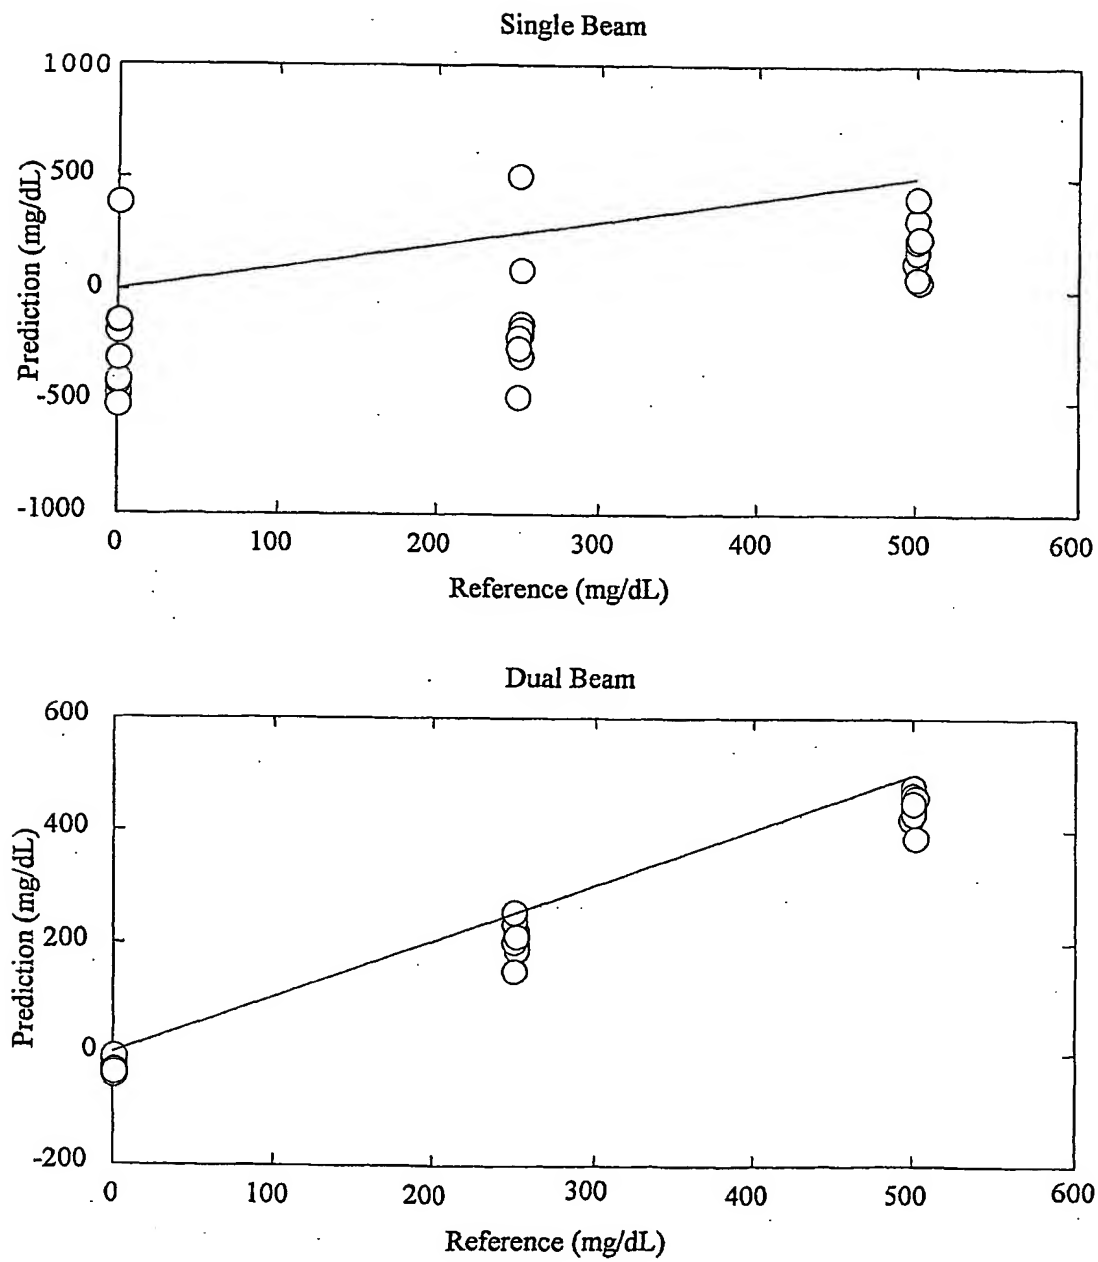 Single Beam
1000
500
0
-500
-1000
Prediction (mg/dL)
0 100 200 300 400 500 600
Reference (mg/dL)
Dual Beam
600
400
200
0
-200
Prediction (mg/dL)
0 100 200 300 400 500 600
Reference (mg/dL)